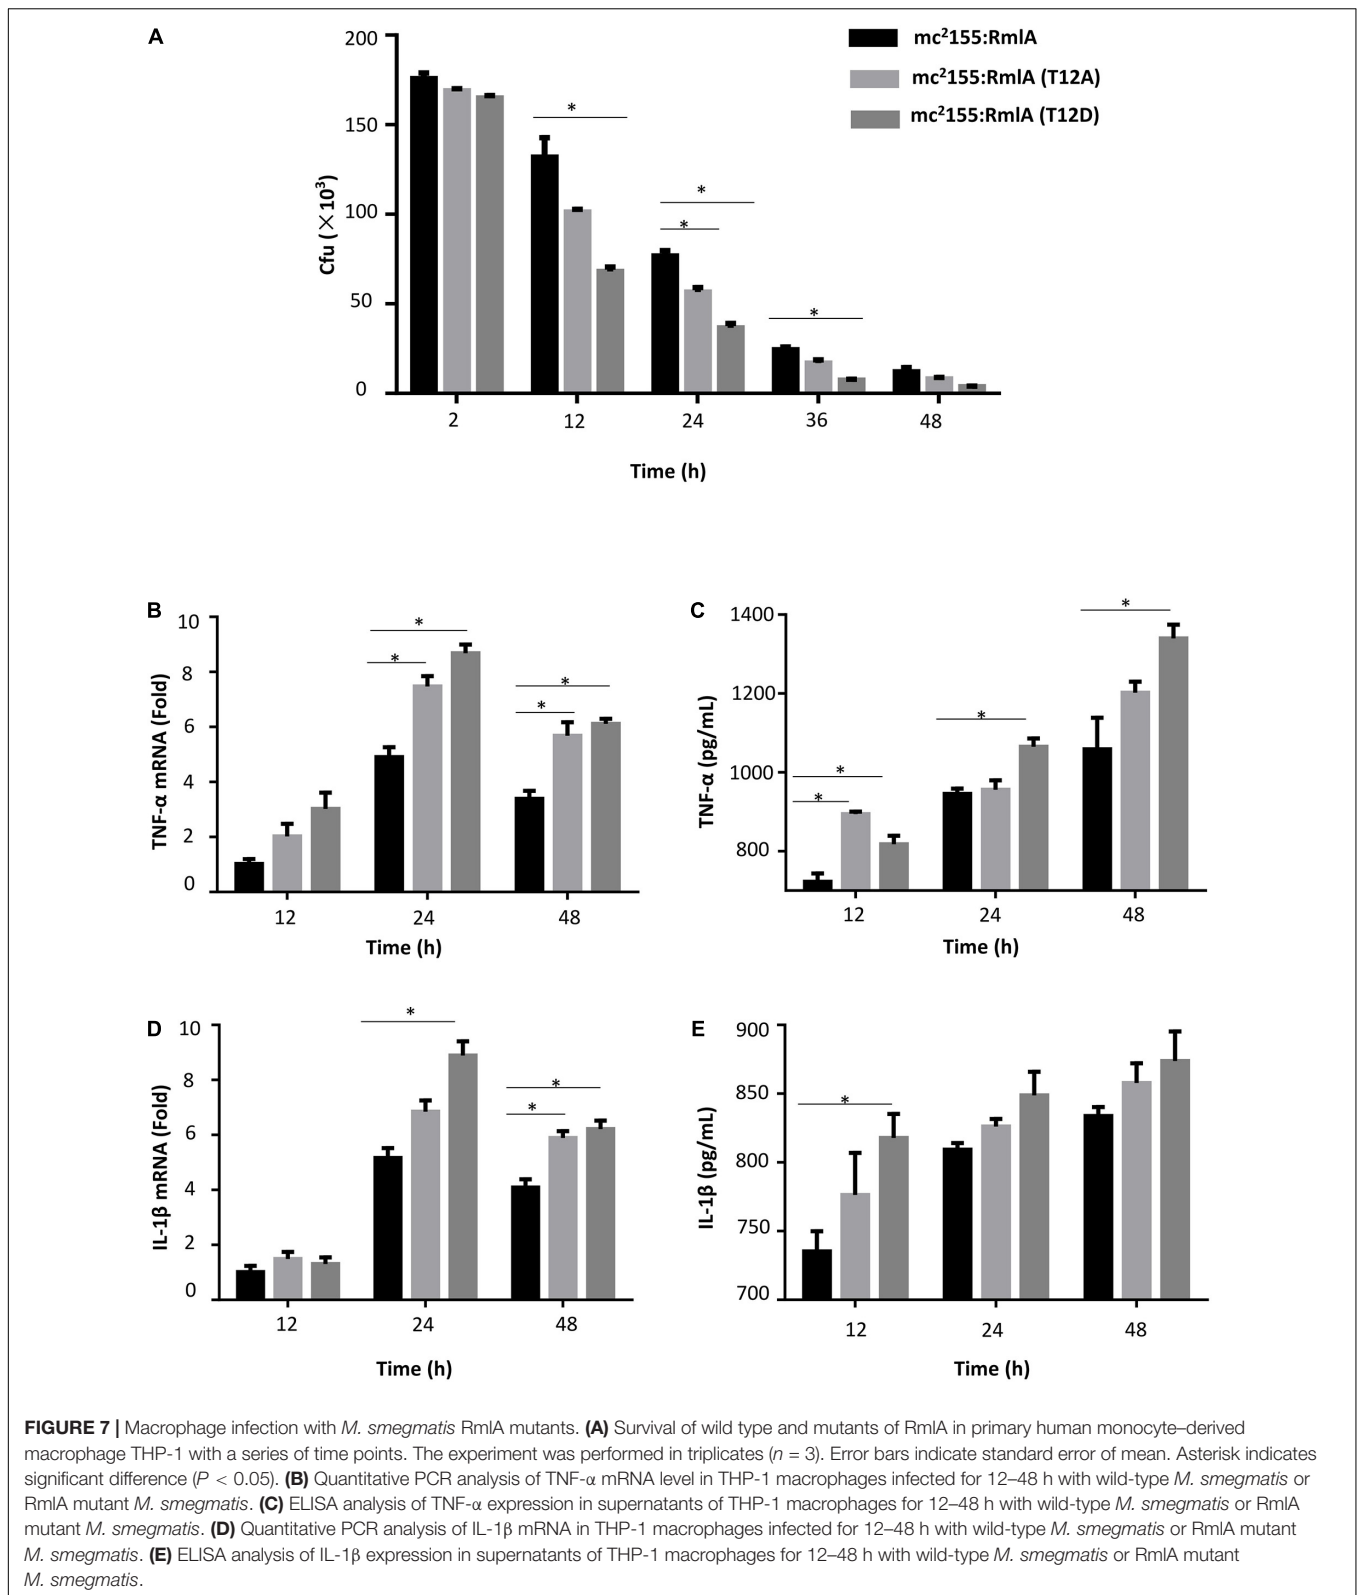 A
200
150
100
50
0
Cfu (×10³)
2 12 24 36 48
Time (h)
mc²155:RmlA
mc²155:RmlA (T12A)
mc²155:RmlA (T12D)
*
*
*
*
B
10
8
6
4
2
0
TNF-α mRNA (Fold)
*
*
*
*
12 24 48
Time (h)
C
1400
1200
1000
800
TNF-α (pg/mL)
*
*
*
*
12 24 48
Time (h)
D
10
8
6
4
2
0
IL-1β mRNA (Fold)
*
*
*
12 24 48
Time (h)
E
900
850
800
750
700
IL-1β (pg/mL)
*
12 24 48
Time (h)
FIGURE 7 | Macrophage infection with M. smegmatis RmlA mutants. (A) Survival of wild type and mutants of RmlA in primary human monocyte–derived
macrophage THP-1 with a series of time points. The experiment was performed in triplicates (n = 3). Error bars indicate standard error of mean. Asterisk indicates
significant difference (P < 0.05). (B) Quantitative PCR analysis of TNF-α mRNA level in THP-1 macrophages infected for 12–48 h with wild-type M. smegmatis or
RmlA mutant M. smegmatis. (C) ELISA analysis of TNF-α expression in supernatants of THP-1 macrophages for 12–48 h with wild-type M. smegmatis or RmlA
mutant M. smegmatis. (D) Quantitative PCR analysis of IL-1β mRNA in THP-1 macrophages infected for 12–48 h with wild-type M. smegmatis or RmlA mutant
M. smegmatis. (E) ELISA analysis of IL-1β expression in supernatants of THP-1 macrophages for 12–48 h with wild-type M. smegmatis or RmlA mutant
M. smegmatis.